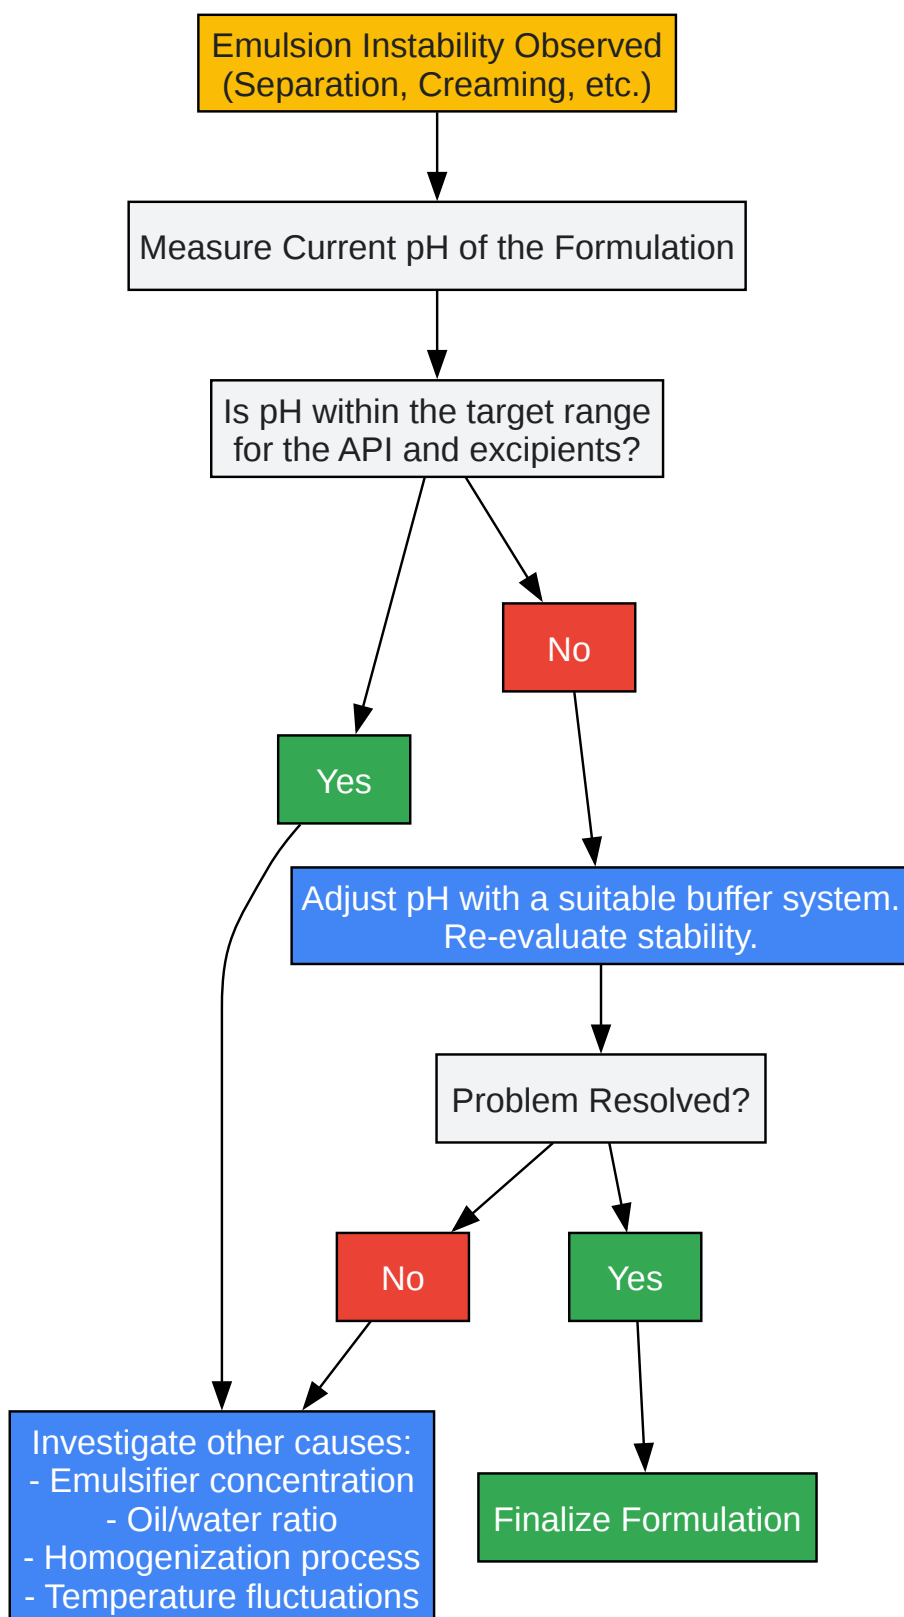 Emulsion Instability Observed
(Separation, Creaming, etc.)
Measure Current pH of the Formulation
Is pH within the target range
for the API and excipients?
No
Yes
Adjust pH with a suitable buffer system.
Re-evaluate stability.
Problem Resolved?
No
Yes
Investigate other causes:
- Emulsifier concentration
- Oil/water ratio
- Homogenization process
- Temperature fluctuations
Finalize Formulation